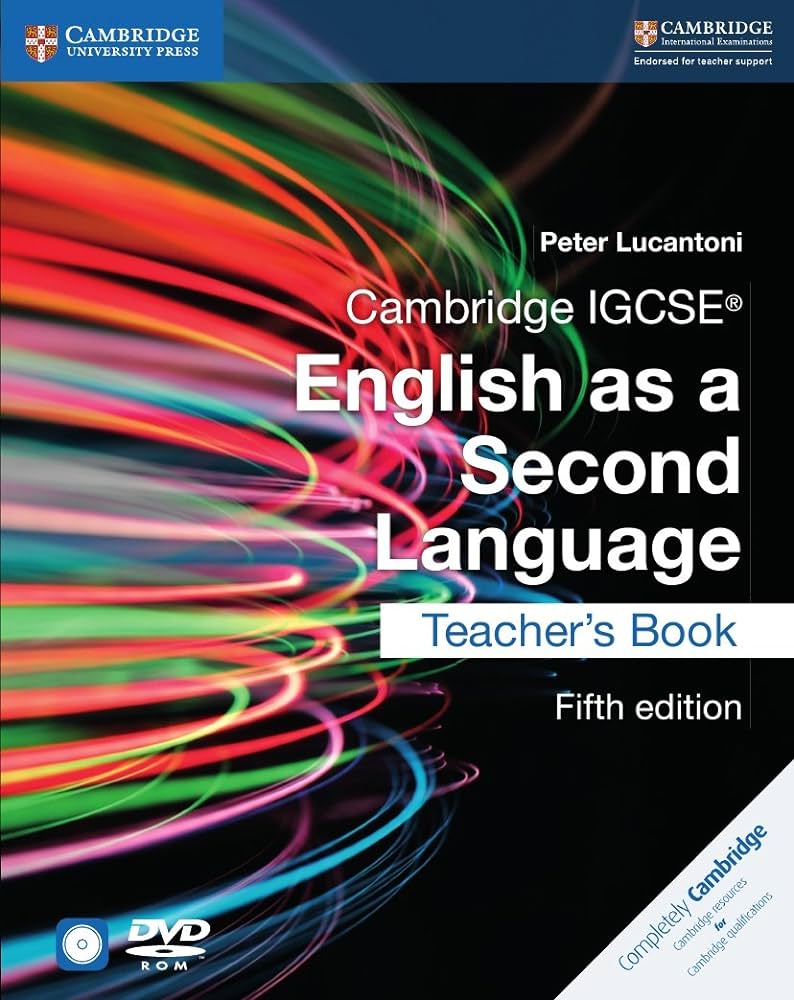 CAMBRIDGE
UNIVERSITY PRESS
CAMBRIDGE
International Examinations
Endorsed for teacher support
Peter Lucantoni
Cambridge IGCSE®
English as a
Second
Language
Teacher's Book
Fifth edition
Completely Cambridge
Cambridge resources
for
Cambridge qualifications
DVD
ROM